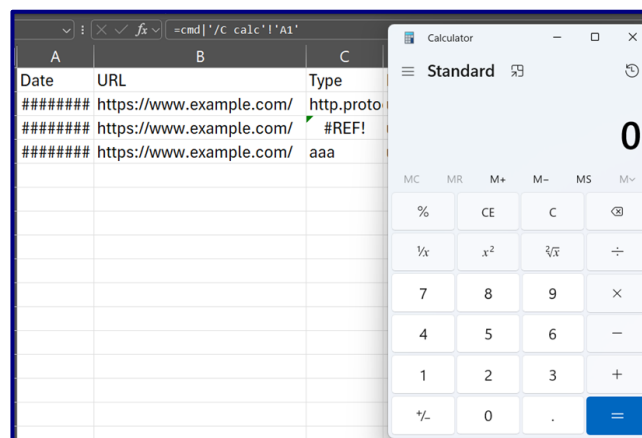 fx =cmd|'/C calc'!'A1'
A B C
Date URL Type
######## https://www.example.com/ http.proto
######## https://www.example.com/ #REF!
######## https://www.example.com/ aaa
Calculator
Standard
0
MC MR M+ M− MS M
% CE C
¹/x x² ²√x ÷
7 8 9 ×
4 5 6 −
1 2 3 +
+/− 0 . =